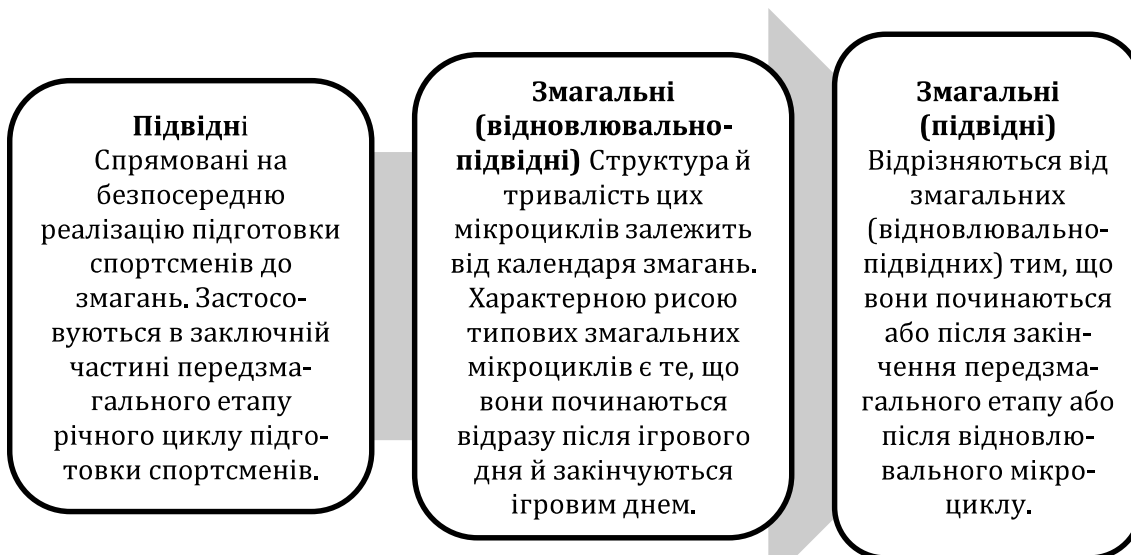 Підвідні
Спрямовані на
безпосередню
реалізацію підготовки
спортсменів до
змагань. Застосо-
вуються в заключній
частині передзма-
гального етапу
річного циклу підго-
товки спортсменів.
Змагальні
(відновлювально-
підвідні) Структура й
тривалість цих
мікроциклів залежить
від календаря змагань.
Характерною рисою
типових змагальних
мікроциклів є те, що
вони починаються
відразу після ігрового
дня й закінчуються
ігровим днем.
Змагальні
(підвідні)
Відрізняються від
змагальних
(відновлювально-
підвідних) тим, що
вони починаються
або після закін-
чення передзма-
гального етапу або
після відновлю-
вального мікро-
циклу.